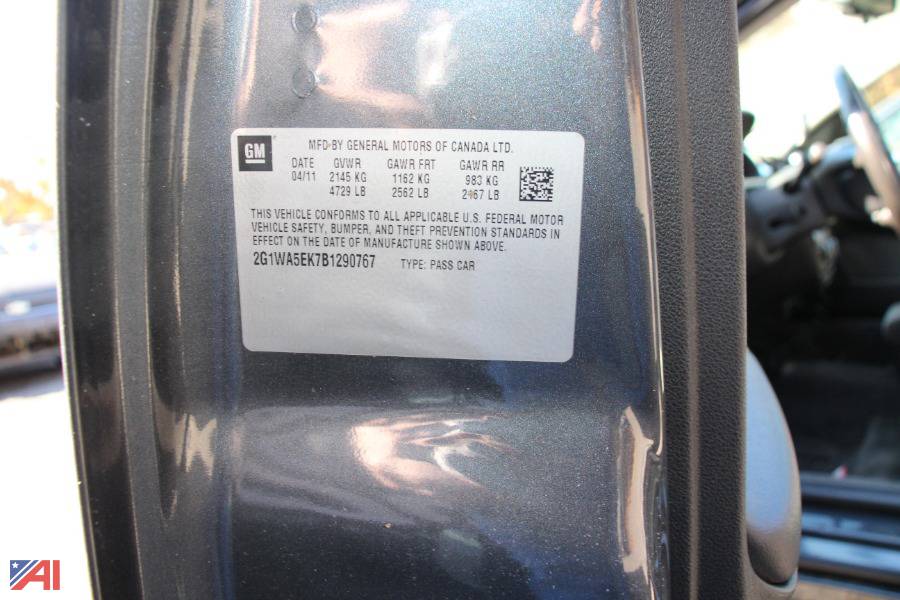 GM
MFD BY GENERAL MOTORS OF CANADA LTD.
DATE GVWR GAWR FRT GAWR RR
04/11 2145 KG 1162 KG 983 KG
4729 LB 2562 LB 2167 LB
THIS VEHICLE CONFORMS TO ALL APPLICABLE U.S. FEDERAL MOTOR
VEHICLE SAFETY, BUMPER, AND THEFT PREVENTION STANDARDS IN
EFFECT ON THE DATE OF MANUFACTURE SHOWN ABOVE.
2G1WA5EK7B1290767 TYPE: PASS CAR
AI